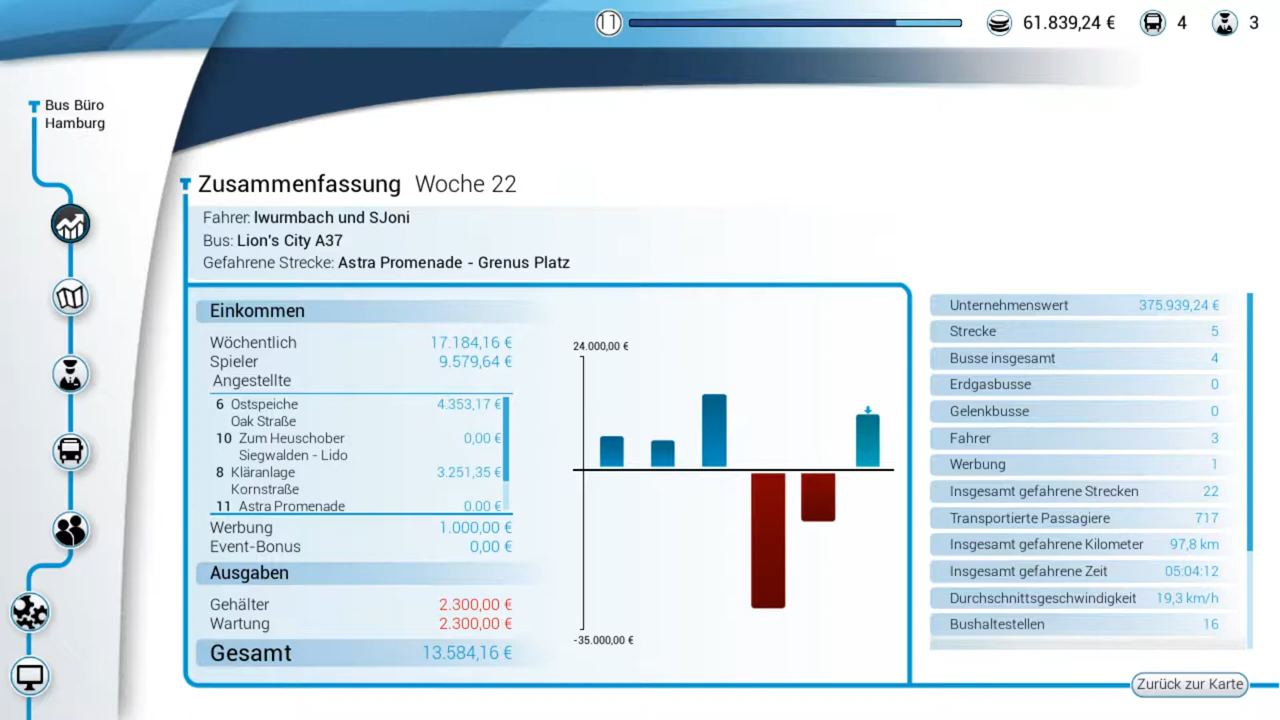 11
61.839,24 €
4
3
Bus Büro
Hamburg
Zusammenfassung Woche 22
Fahrer: Iwurmbach und SJoni
Bus: Lion's City A37
Gefahrene Strecke: Astra Promenade - Grenus Platz
Einkommen
Wöchentlich 17.184,16 €
Spieler 9.579,64 €
Angestellte
6 Ostspeiche 4.353,17 €
Oak Straße
10 Zum Heuschober 0,00 €
Siegwalden - Lido
8 Kläranlage 3.251,35 €
Kornstraße
11 Astra Promenade 0,00 €
Werbung 1.000,00 €
Event-Bonus 0,00 €
Ausgaben
Gehälter 2.300,00 €
Wartung 2.300,00 €
Gesamt 13.584,16 €
24.000,00 €
-35.000,00 €
Unternehmenswert 375.939,24 €
Strecke 5
Busse insgesamt 4
Erdgasbusse 0
Gelenkbusse 0
Fahrer 3
Werbung 1
Insgesamt gefahrene Strecken 22
Transportierte Passagiere 717
Insgesamt gefahrene Kilometer 97,8 km
Insgesamt gefahrene Zeit 05:04:12
Durchschnittsgeschwindigkeit 19,3 km/h
Bushaltestellen 16
Zurück zur Karte